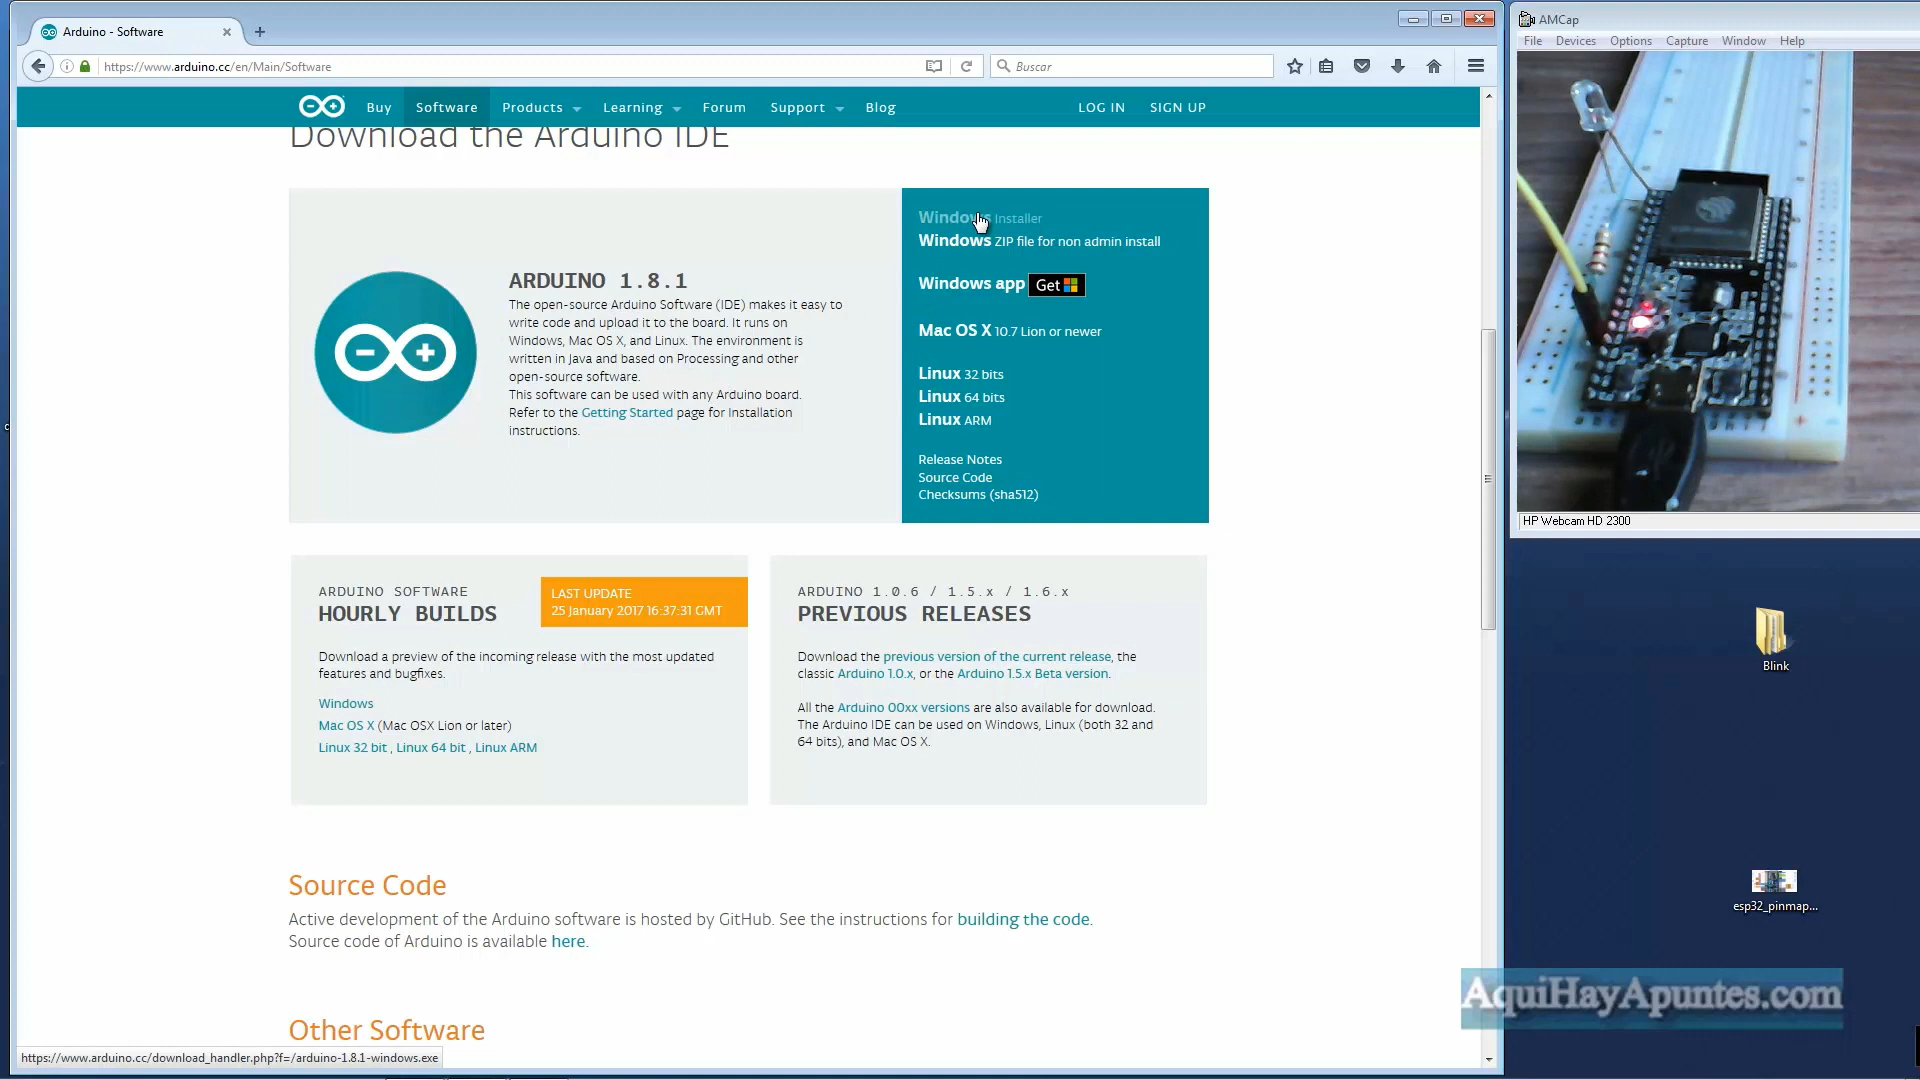 Arduino - Software
https://www.arduino.cc/en/Main/Software
Buscar
Buy Software Products Learning Forum Support Blog LOG IN SIGN UP
Download the Arduino IDE
ARDUINO 1.8.1
The open-source Arduino Software (IDE) makes it easy to
write code and upload it to the board. It runs on
Windows, Mac OS X, and Linux. The environment is
written in Java and based on Processing and other
open-source software.
This software can be used with any Arduino board.
Refer to the Getting Started page for Installation
instructions.
Windows Installer
Windows ZIP file for non admin install
Windows app Get
Mac OS X 10.7 Lion or newer
Linux 32 bits
Linux 64 bits
Linux ARM
Release Notes
Source Code
Checksums (sha512)
ARDUINO SOFTWARE
HOURLY BUILDS
LAST UPDATE
25 January 2017 16:37:31 GMT
Download a preview of the incoming release with the most updated
features and bugfixes.
Windows
Mac OS X (Mac OSX Lion or later)
Linux 32 bit , Linux 64 bit , Linux ARM
ARDUINO 1.0.6 / 1.5.x / 1.6.x
PREVIOUS RELEASES
Download the previous version of the current release, the
classic Arduino 1.0.x, or the Arduino 1.5.x Beta version.
All the Arduino 00xx versions are also available for download.
The Arduino IDE can be used on Windows, Linux (both 32 and
64 bits), and Mac OS X.
Source Code
Active development of the Arduino software is hosted by GitHub. See the instructions for building the code.
Source code of Arduino is available here.
Other Software
https://www.arduino.cc/download_handler.php?f=/arduino-1.8.1-windows.exe
AMCap
File Devices Options Capture Window Help
HP Webcam HD 2300
Blink
esp32_pinmap...
AquiHayApuntes.com